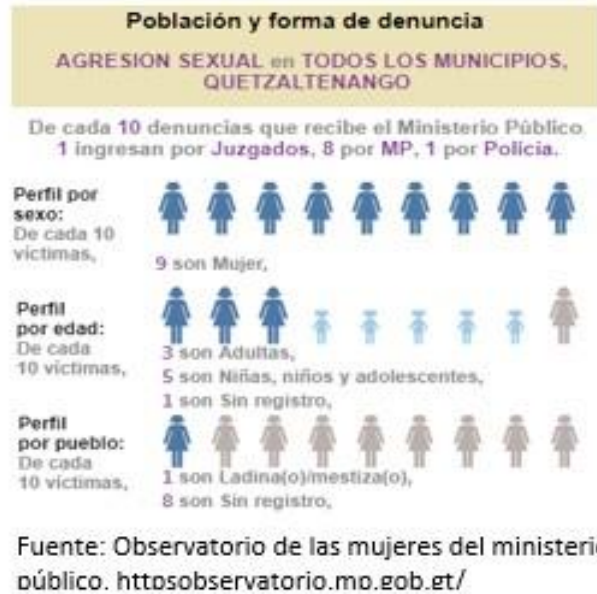 Población y forma de denuncia
AGRESION SEXUAL en TODOS LOS MUNICIPIOS,
QUETZALTENANGO
De cada 10 denuncias que recibe el Ministerio Público
1 ingresan por Juzgados, 8 por MP, 1 por Policía.
Perfil por
sexo:
De cada 10
víctimas,
9 son Mujer,
Perfil
por edad:
De cada
10 víctimas,
3 son Adultas,
5 son Niñas, niños y adolescentes,
1 son Sin registro,
Perfil
por pueblo:
De cada
10 víctimas,
1 son Ladina(o)/mestiza(o),
8 son Sin registro,
Fuente: Observatorio de las mujeres del ministerio
público. httpsobservatorio.mp.gob.gt/